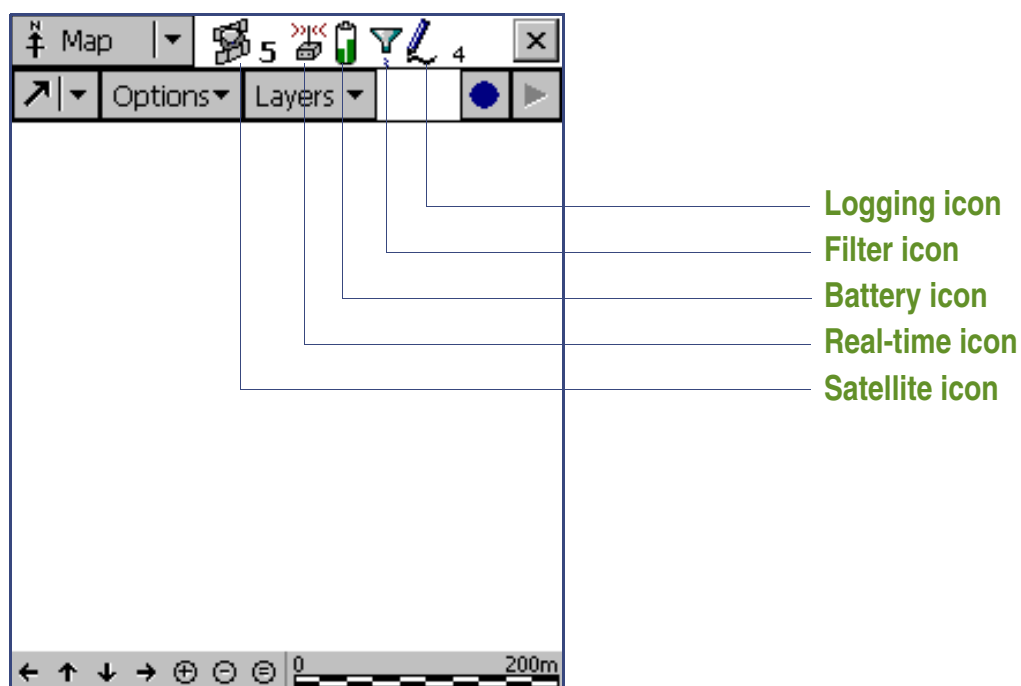 N
Map 5 4
Options Layers
Logging icon
Filter icon
Battery icon
Real-time icon
Satellite icon
0 200m